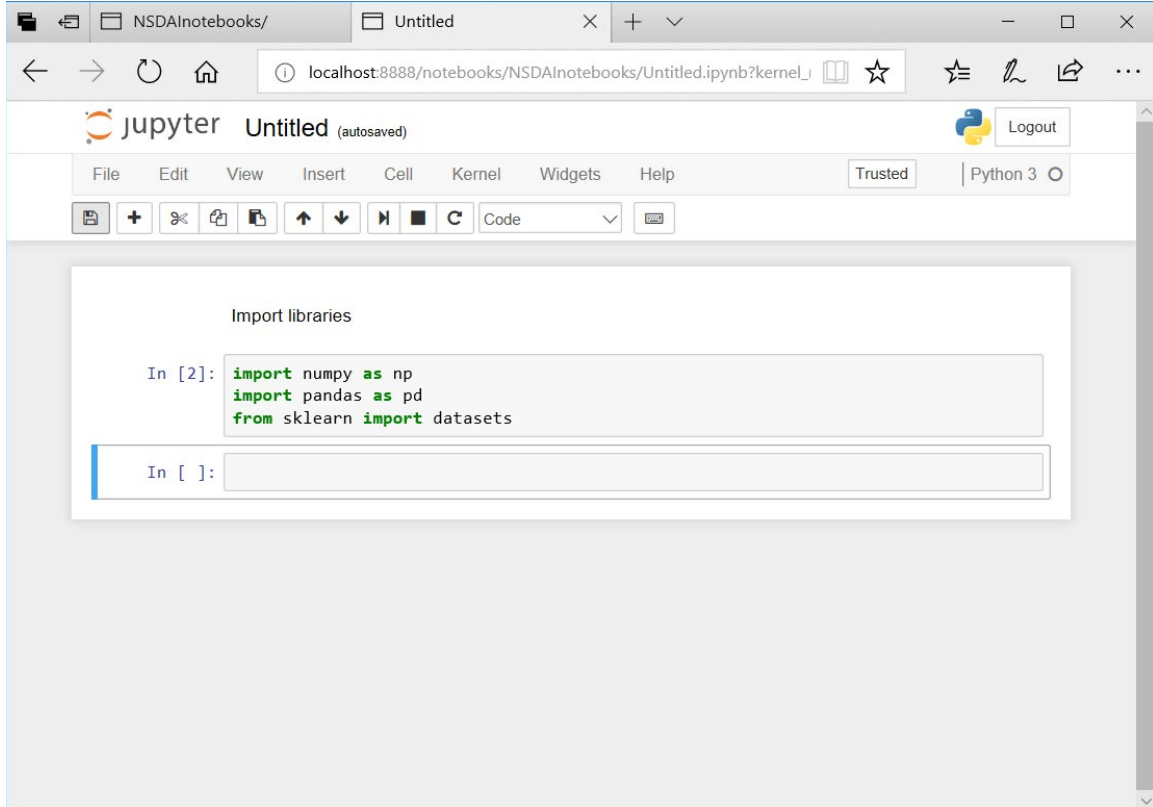 NSDAInotebooks/ Untitled
localhost:8888/notebooks/NSDAInotebooks/Untitled.ipynb?kernel_
jupyter Untitled (autosaved) Logout
File Edit View Insert Cell Kernel Widgets Help Trusted Python 3
Code
Import libraries
In [2]: import numpy as np
import pandas as pd
from sklearn import datasets
In [ ]: